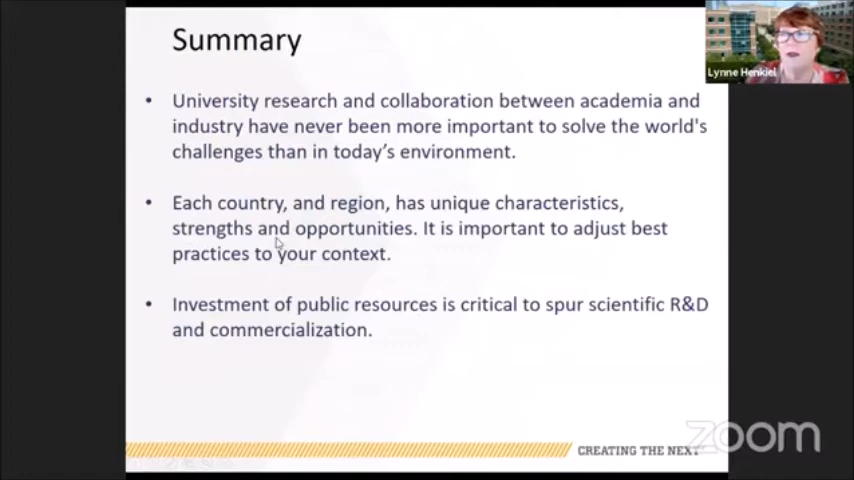 Summary
Lynne Henkiel
• University research and collaboration between academia and
industry have never been more important to solve the world's
challenges than in today's environment.
• Each country, and region, has unique characteristics,
strengths and opportunities. It is important to adjust best
practices to your context.
• Investment of public resources is critical to spur scientific R&D
and commercialization.
CREATING THE NEXT
zoom